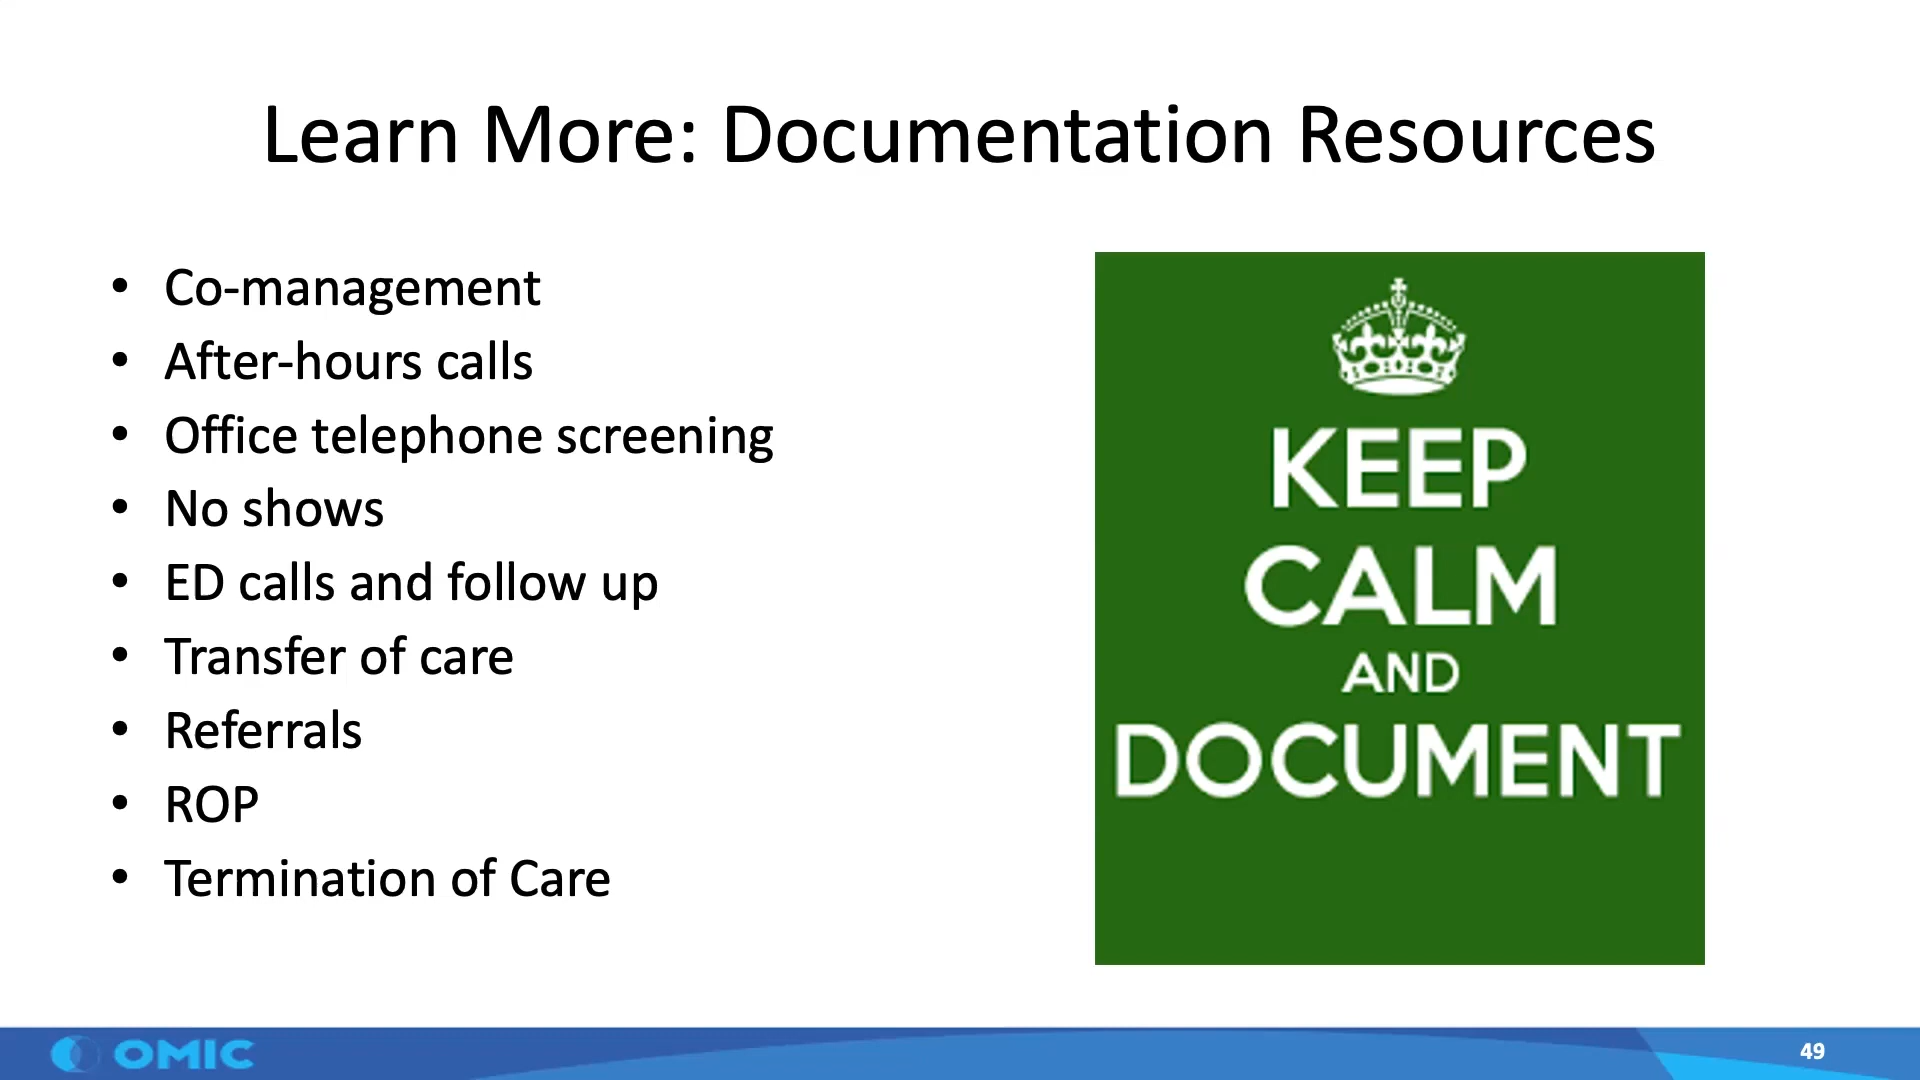 Learn More: Documentation Resources
• Co-management
• After-hours calls
• Office telephone screening
• No shows
• ED calls and follow up
• Transfer of care
• Referrals
• ROP
• Termination of Care
KEEP
CALM
AND
DOCUMENT
OMIC
49